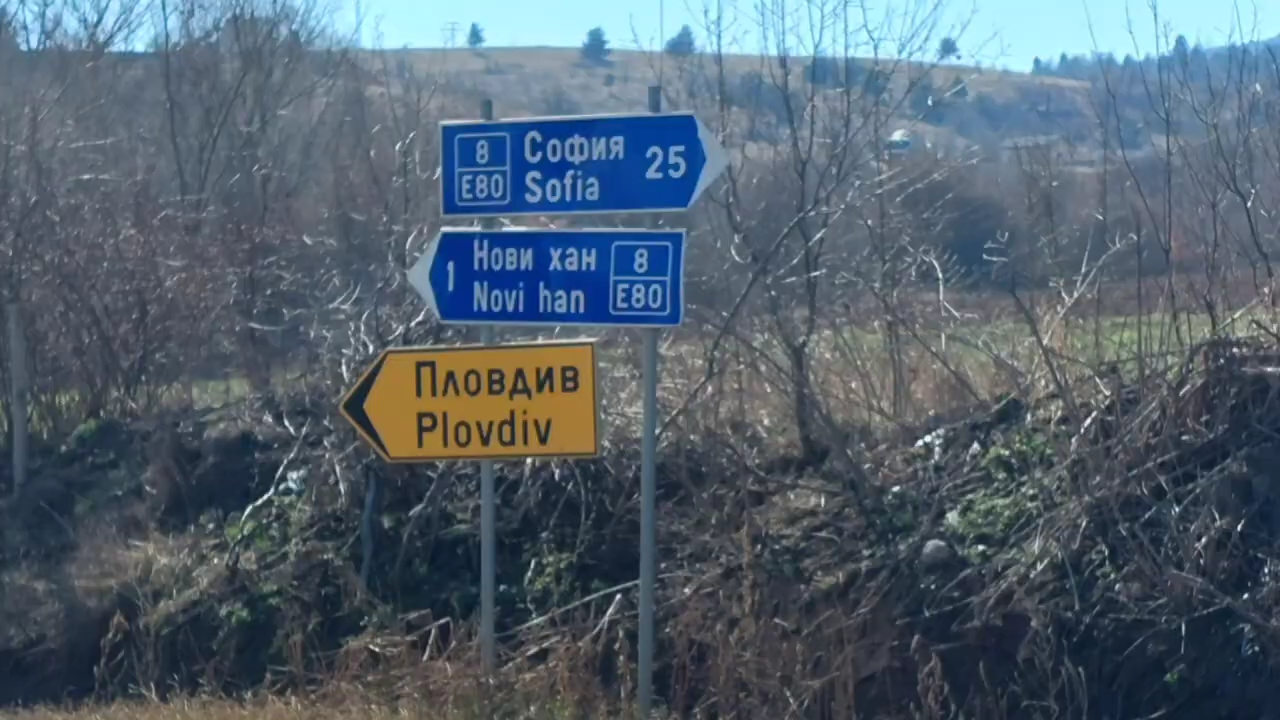 8
E80
София
Sofia
25
1
Нови хан
Novi han
8
E80
Пловдив
Plovdiv